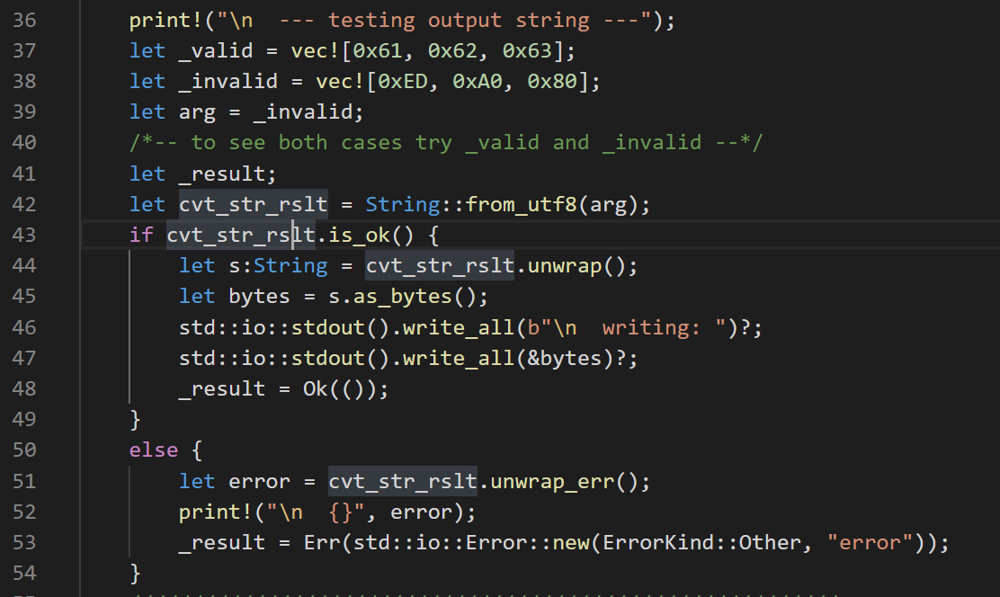 36 print!("\n  --- testing output string ---");
37 let _valid = vec![0x61, 0x62, 0x63];
38 let _invalid = vec![0xED, 0xA0, 0x80];
39 let arg = _invalid;
40 /*-- to see both cases try _valid and _invalid --*/
41 let _result;
42 let cvt_str_rslt = String::from_utf8(arg);
43 if cvt_str_rslt.is_ok() {
44     let s:String = cvt_str_rslt.unwrap();
45     let bytes = s.as_bytes();
46     std::io::stdout().write_all(b"\n  writing: ")?;
47     std::io::stdout().write_all(&bytes)?;
48     _result = Ok(());
49 }
50 else {
51     let error = cvt_str_rslt.unwrap_err();
52     print!("\n  {}", error);
53     _result = Err(std::io::Error::new(ErrorKind::Other, "error"));
54 }